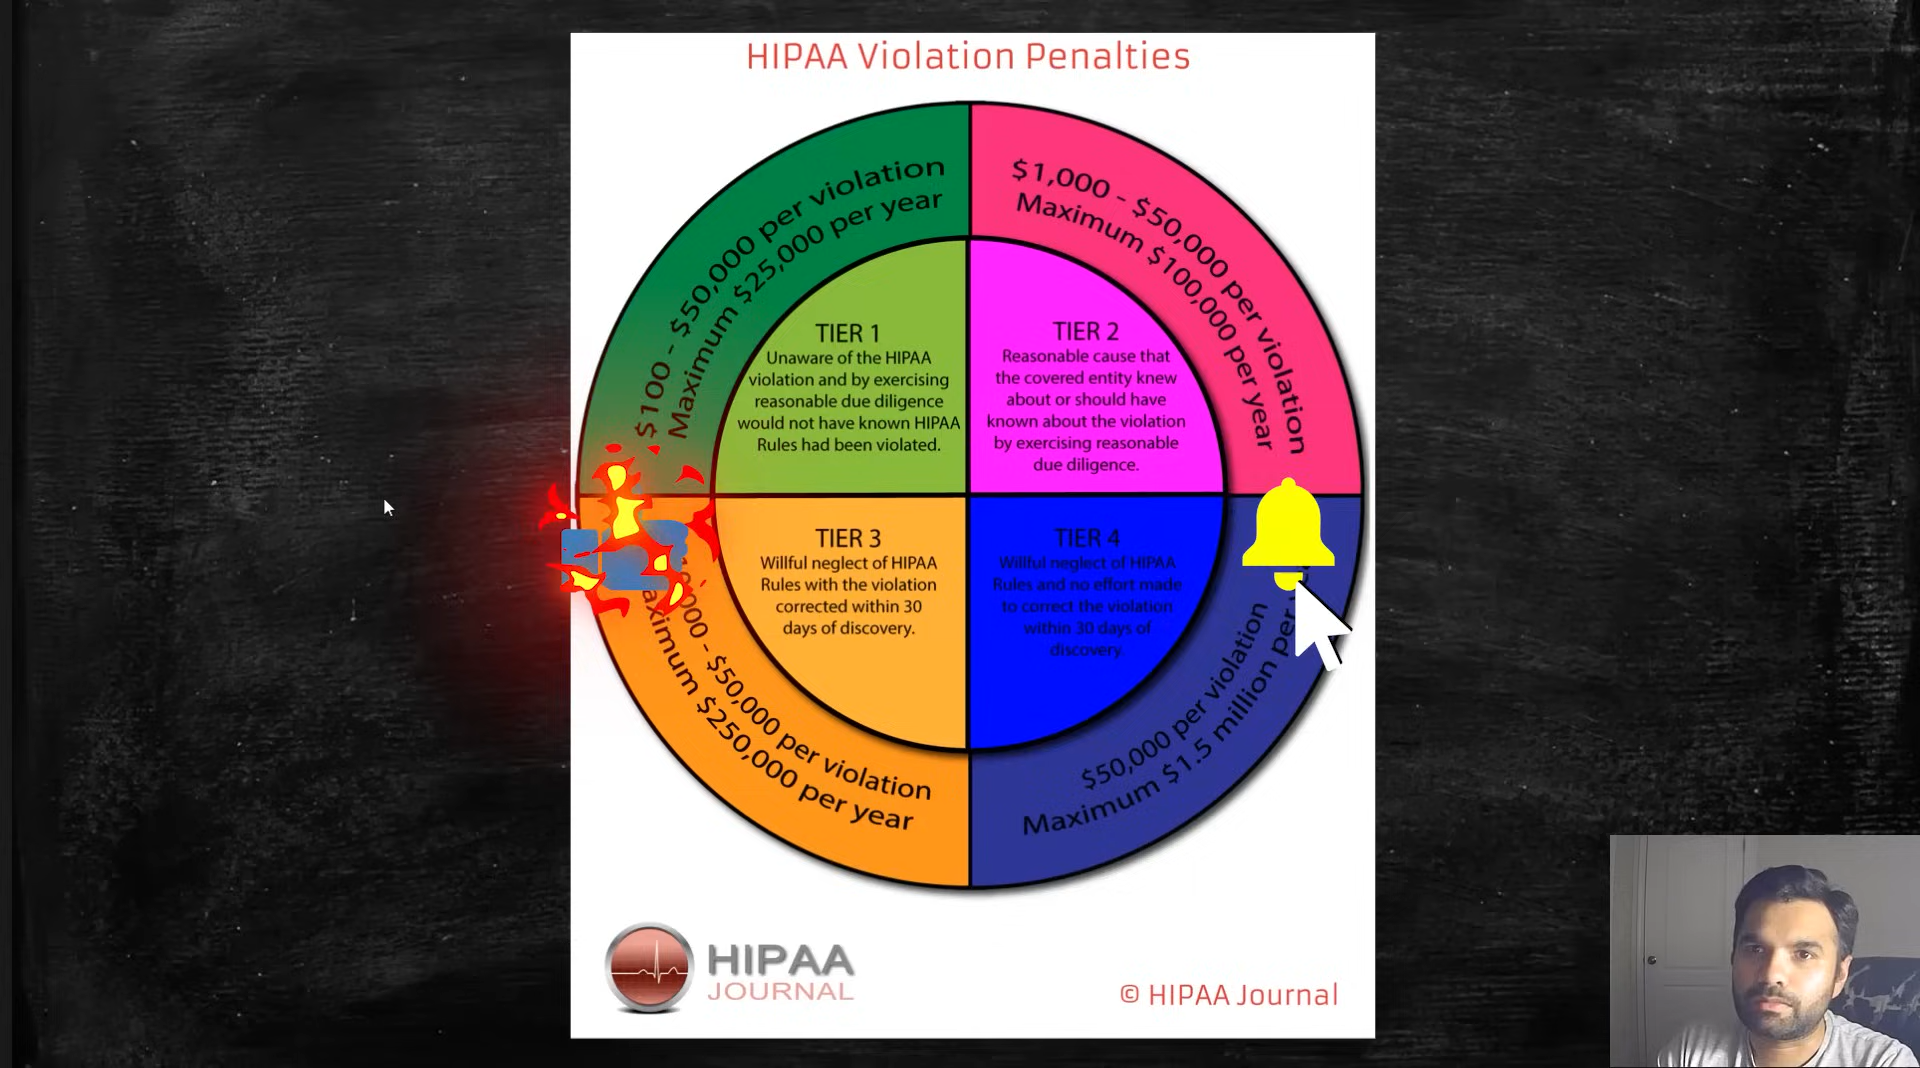 HIPAA Violation Penalties
$100 - $50,000 per violation
Maximum $25,000 per year
$1,000 - $50,000 per violation
Maximum $100,000 per year
TIER 1
Unaware of the HIPAA
violation and by exercising
reasonable due diligence
would not have known HIPAA
Rules had been violated.
TIER 2
Reasonable cause that
the covered entity knew
about or should have
known about the violation
by exercising reasonable
due diligence.
TIER 3
Willful neglect of HIPAA
Rules with the violation
corrected within 30
days of discovery.
TIER 4
Willful neglect of HIPAA
Rules and no effort made
to correct the violation
within 30 days of
discovery.
- $50,000 per violation
$250,000 per year
$50,000 per violation
Maximum $1.5 million per
HIPAA
JOURNAL
© HIPAA Journal